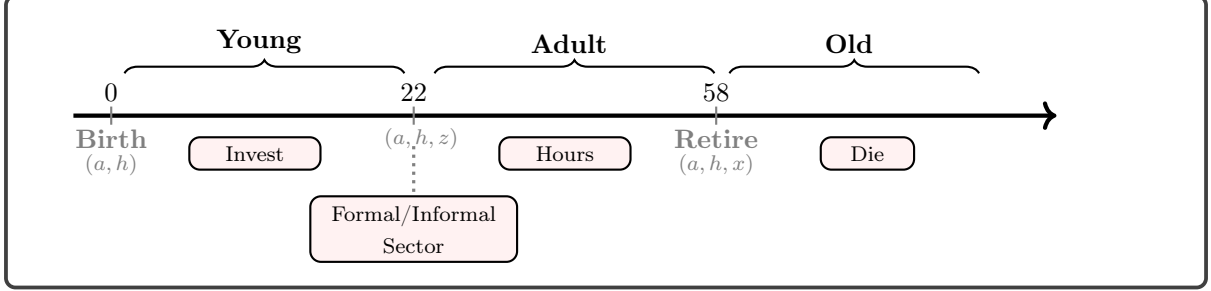 Young Adult Old
0 22 58
Birth (a, h, z) Retire
(a, h) (a, h, x)
Invest Hours Die
Formal/Informal
Sector